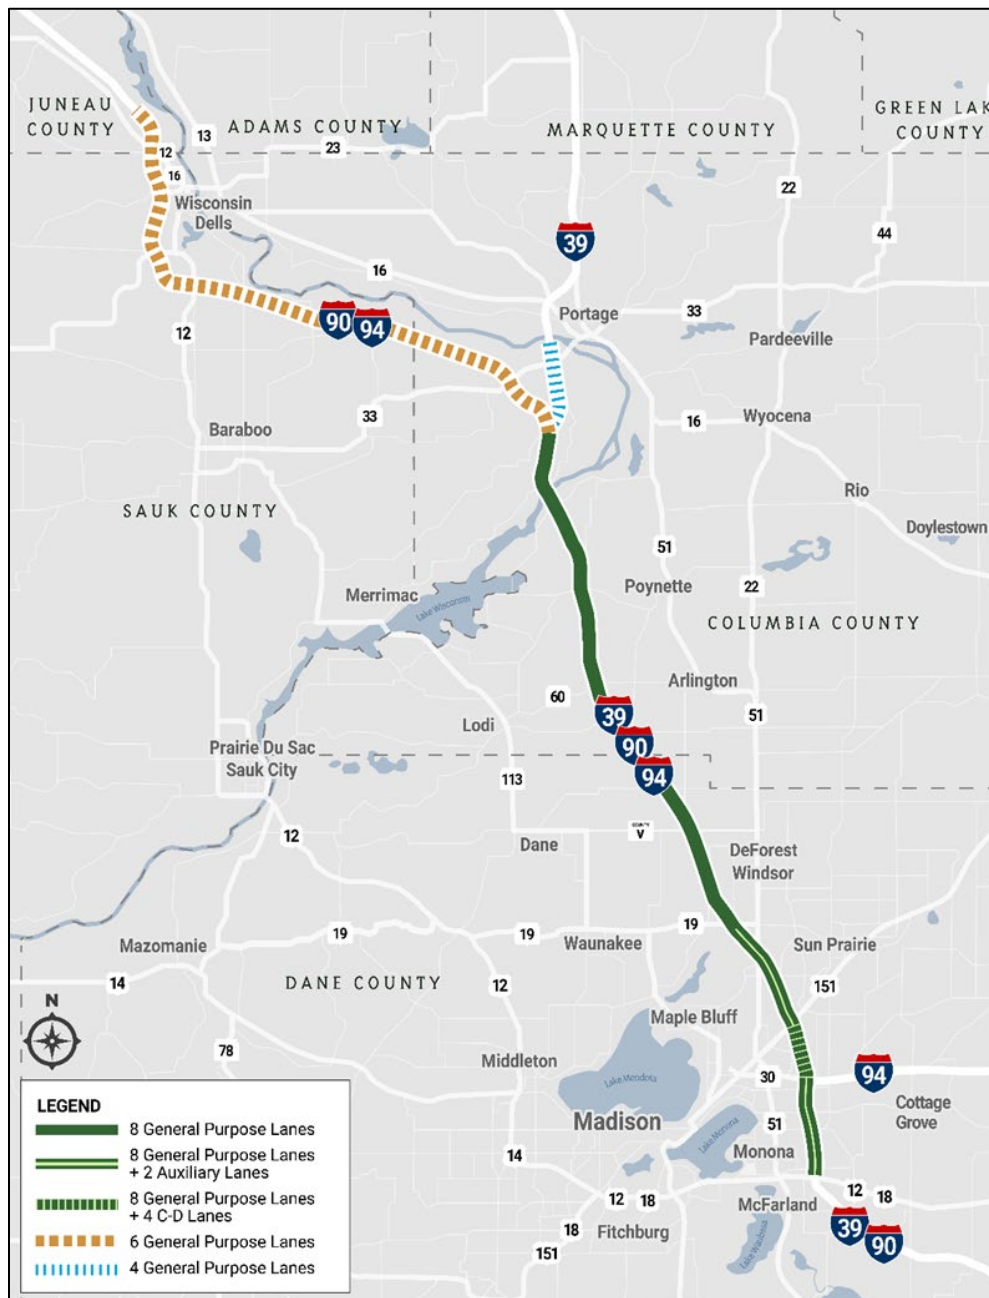 JUNEAU
COUNTY
ADAMS COUNTY
MARQUETTE COUNTY
GREEN LAK
COUNTY
13
12
23
16
22
Wisconsin
Dells
44
39
16
Portage
33
90
94
12
Pardeeville
33
Baraboo
16
Wyocena
SAUK COUNTY
Rio
Doylestown
51
Merrimac
Lake Wisconsin
Poynette
22
COLUMBIA COUNTY
60
Arlington
39
51
Lodi
90
Prairie Du Sac
Sauk City
94
113
12
Dane
COUNTY
V
DeForest
Windsor
19
19
19
Mazomanie
Waunakee
Sun Prairie
14
DANE COUNTY
12
151
N
Maple Bluff
78
Middleton
30
94
Lake Mendota
Cottage
Grove
Madison
51
Lake Monona
Monona
14
12
18
McFarland
12
18
18
Fitchburg
Lake Waubesa
39
90
151
LEGEND
8 General Purpose Lanes
8 General Purpose Lanes
+ 2 Auxiliary Lanes
8 General Purpose Lanes
+ 4 C-D Lanes
6 General Purpose Lanes
4 General Purpose Lanes